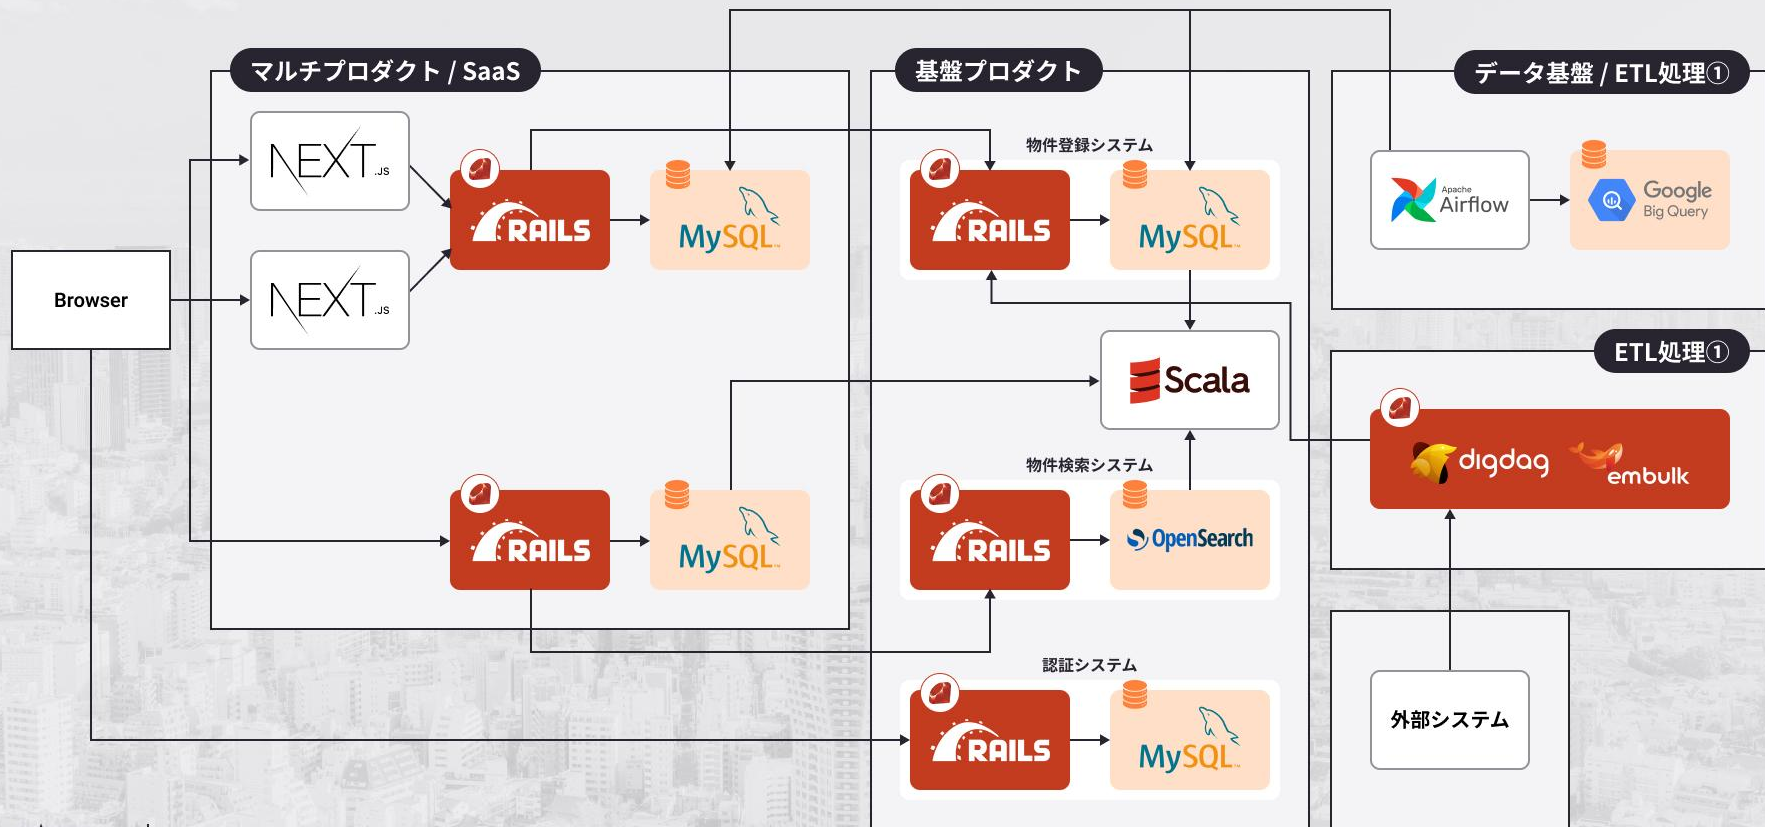 マルチプロダクト / SaaS
基盤プロダクト
データ基盤 / ETL処理①
NEXT.JS
RAILS
MySQL™
物件登録システム
RAILS
MySQL™
Apache
Airflow
Google
Big Query
Browser
NEXT.JS
ETL処理①
Scala
digdag
embulk
物件検索システム
RAILS
MySQL™
RAILS
OpenSearch
認証システム
RAILS
MySQL™
外部システム